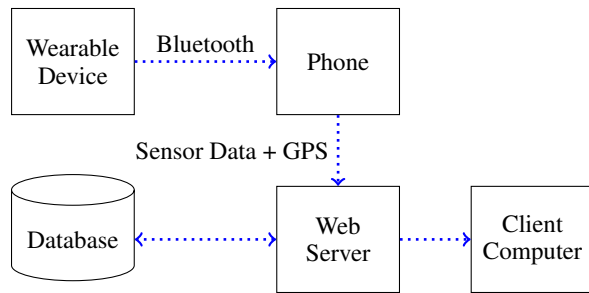 Wearable
Device
Bluetooth
Phone
Sensor Data + GPS
Database
Web
Server
Client
Computer